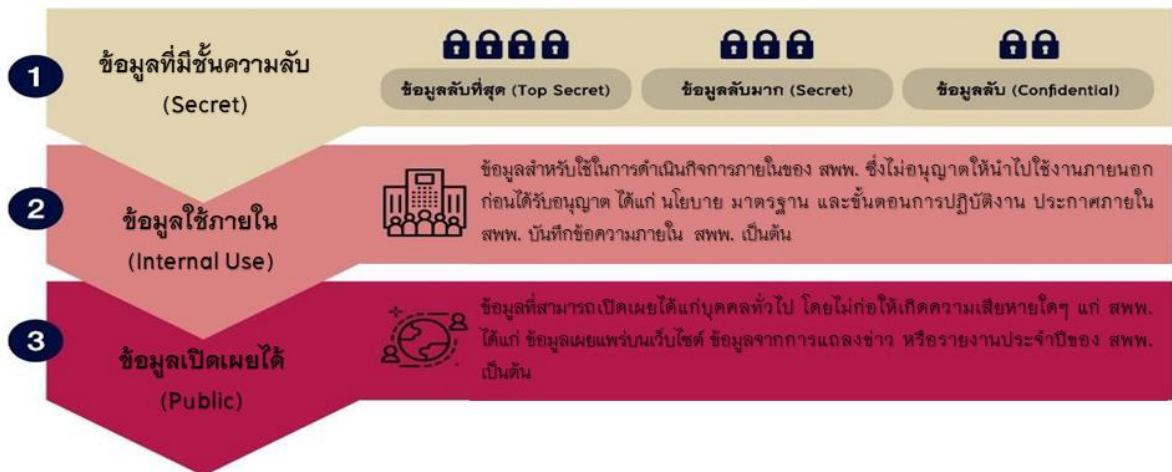 1
ข้อมูลที่มีชั้นความลับ
(Secret)
ข้อมูลลับที่สุด (Top Secret)
ข้อมูลลับมาก (Secret)
ข้อมูลลับ (Confidential)
2
ข้อมูลใช้ภายใน
(Internal Use)
ข้อมูลสำหรับใช้ในการดำเนินกิจการภายในของ สพพ. ซึ่งไม่อนุญาตให้นำไปใช้งานภายนอก
ก่อนได้รับอนุญาต ได้แก่ นโยบาย มาตรฐาน และขั้นตอนการปฏิบัติงาน ประกาศภายใน
สพพ. บันทึกข้อความภายใน สพพ. เป็นต้น
3
ข้อมูลเปิดเผยได้
(Public)
ข้อมูลที่สามารถเปิดเผยได้แก่บุคคลทั่วไป โดยไม่ก่อให้เกิดความเสียหายใดๆ แก่ สพพ.
ได้แก่ ข้อมูลเผยแพร่บนเว็บไซต์ ข้อมูลจากการแถลงข่าว หรือรายงานประจำปีของ สพพ.
เป็นต้น